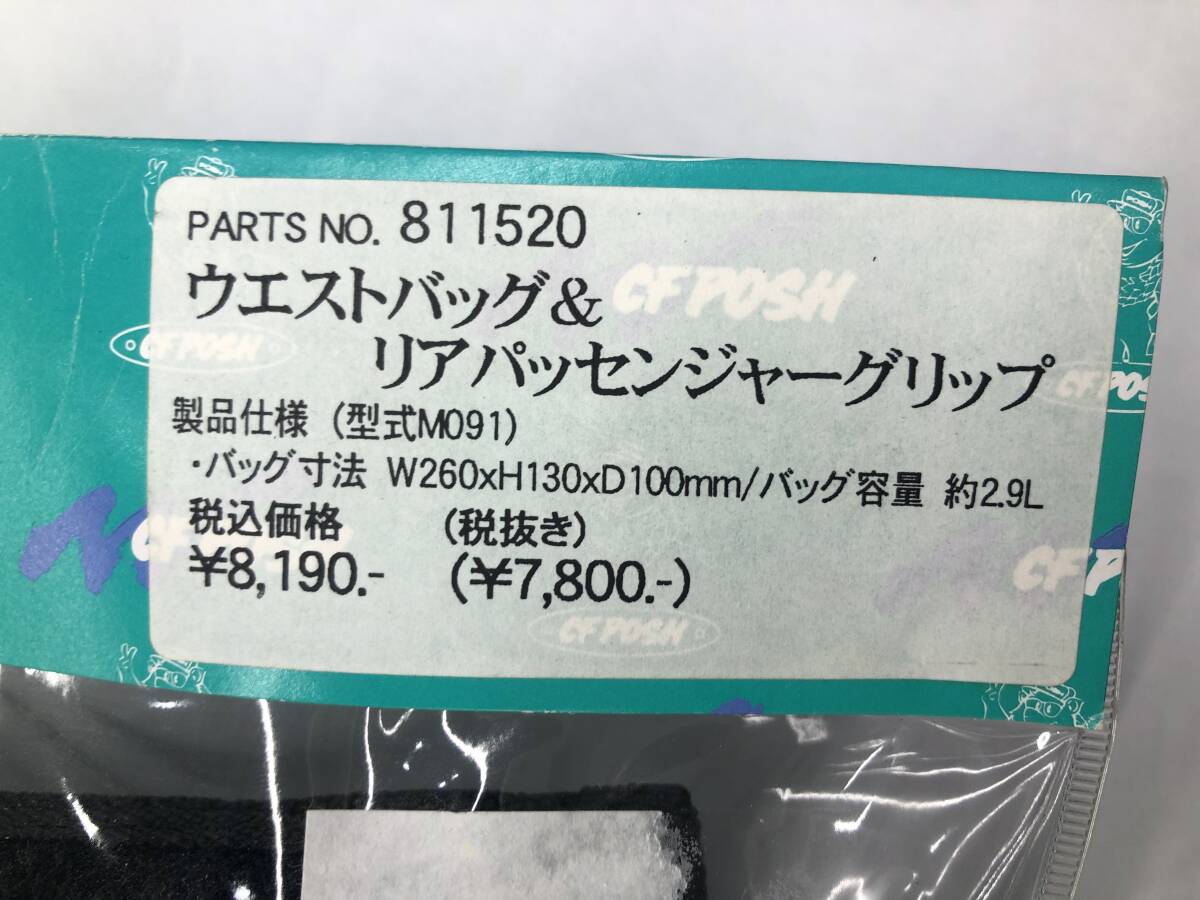 PARTS NO. 811520
ウエストバッグ&
CF POSH
リアパッセンジャーグリップ
CF POSH
CF POS
製品仕様 (型式M091)
・バッグ寸法 W260xH130xD100mm/バッグ容量 約2.9L
税込価格 (税抜き)
¥8,190.- (¥7,800.-)
CF P
CF POSH